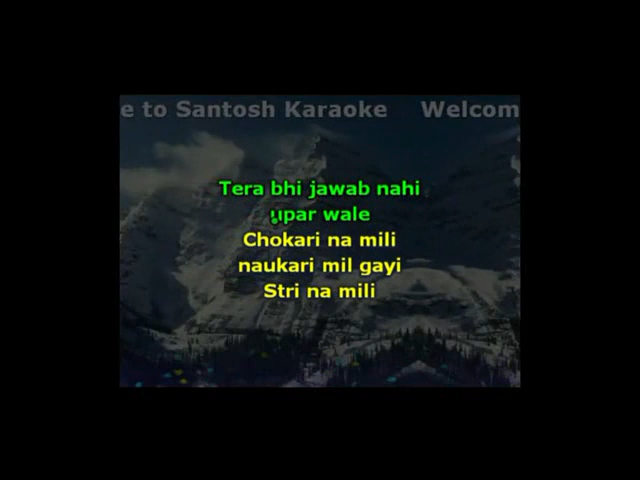 e to Santosh Karaoke Welcom
Tera bhi jawab nahi
upar wale
Chokari na mili
naukari mil gayi
Stri na mili